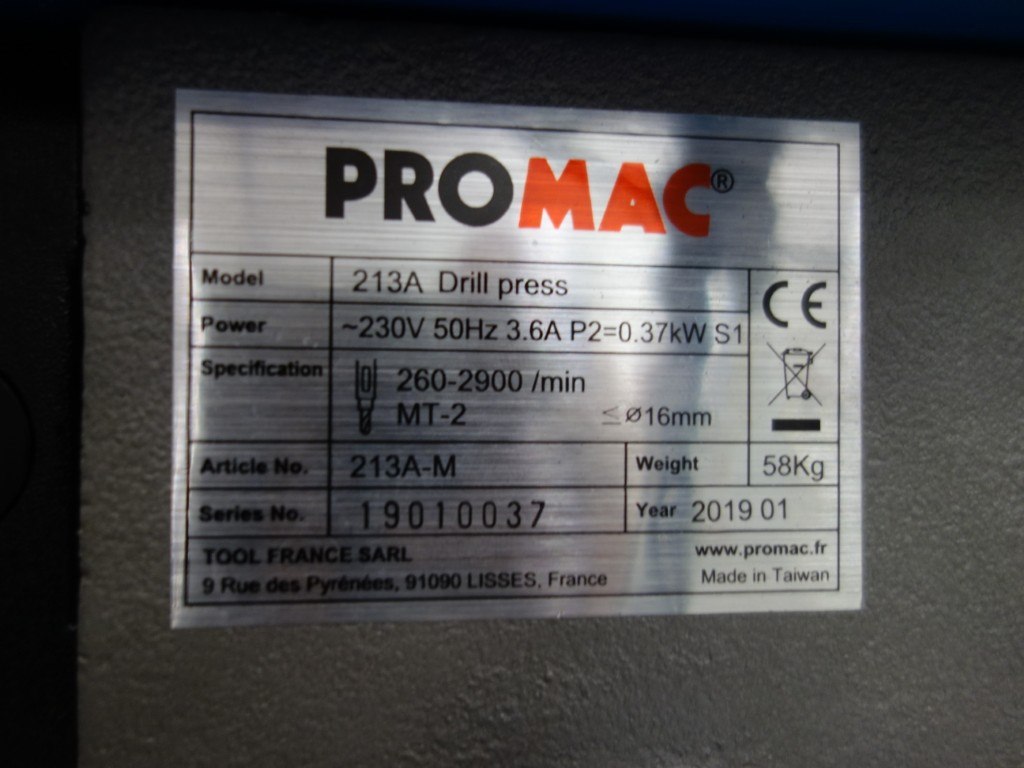 PROMAC®
Model 213A Drill press
CE
Power ~230V 50Hz 3.6A P2=0.37kW S1
Specification 260-2900 /min
MT-2 ≤ Ø16mm
Article No. 213A-M Weight 58Kg
Series No. 19010037 Year 2019 01
TOOL FRANCE SARL www.promac.fr
9 Rue des Pyrénées, 91090 LISSES, France Made in Taiwan